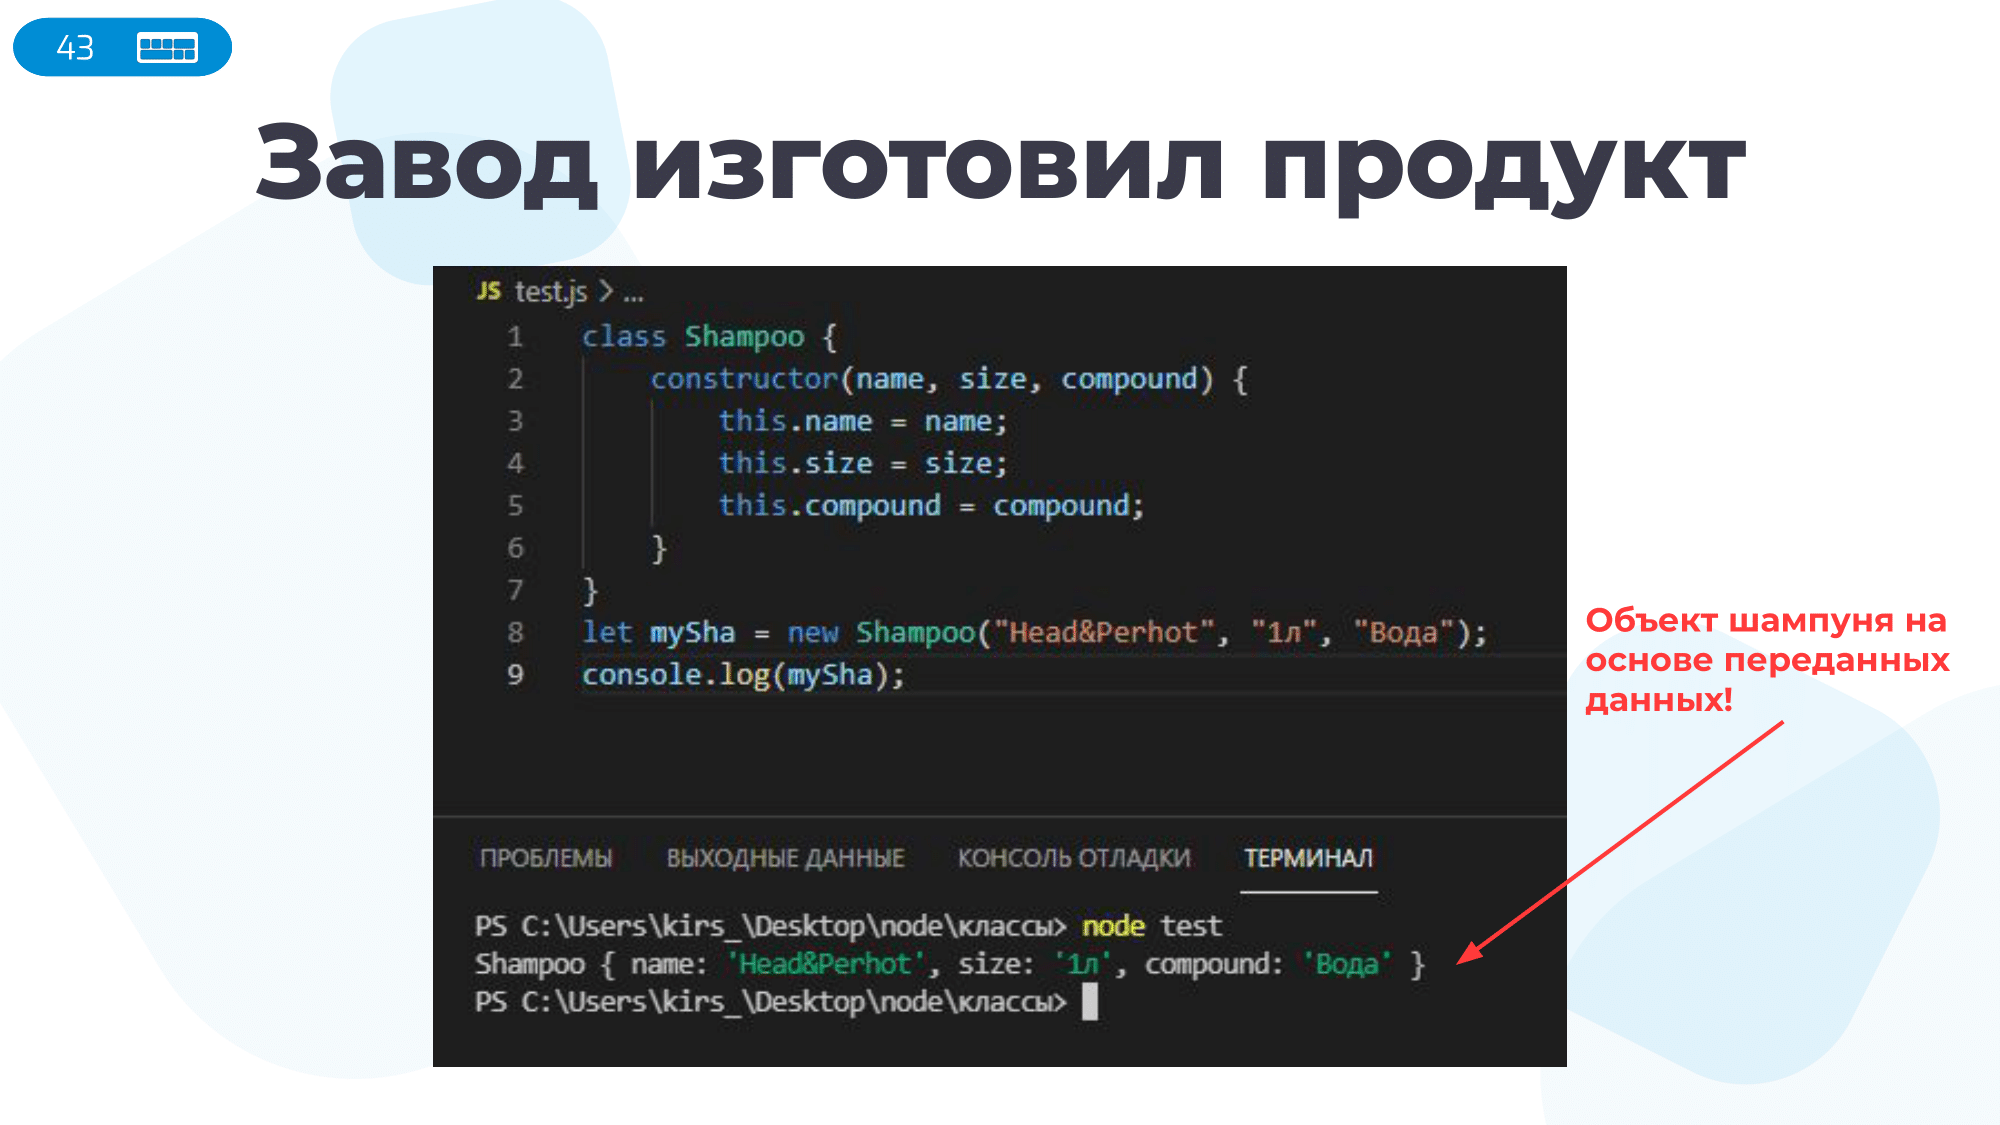 43
Завод изготовил продукт
JS test.js > ...
1 class Shampoo {
2 constructor(name, size, compound) {
3 this.name = name;
4 this.size = size;
5 this.compound = compound;
6 }
7 }
8 let mySha = new Shampoo("Head&Perhot", "1л", "Вода");
9 console.log(mySha);
Объект шампуня на
основе переданных
данных!
ПРОБЛЕМЫ ВЫХОДНЫЕ ДАННЫЕ КОНСОЛЬ ОТЛАДКИ ТЕРМИНАЛ
PS C:\Users\kirs_\Desktop\node\классы> node test
Shampoo { name: 'Head&Perhot', size: '1л', compound: 'Вода' }
PS C:\Users\kirs_\Desktop\node\классы>